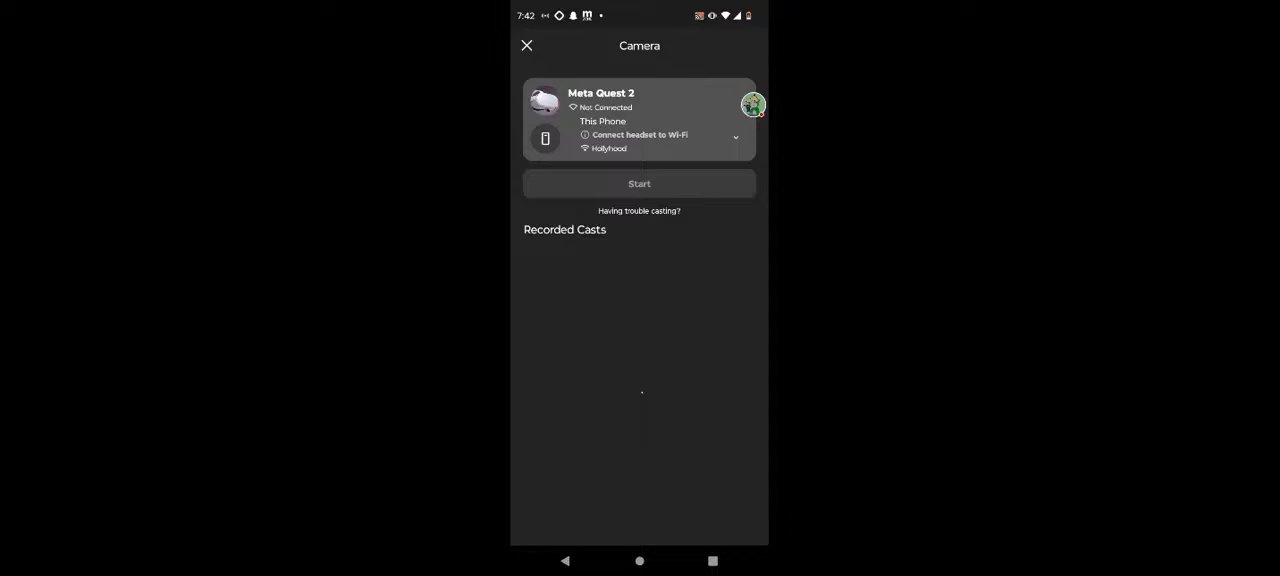 7:42
Camera
Meta Quest 2
Not Connected
This Phone
Connect headset to Wi-Fi
Hollyhood
Start
Having trouble casting?
Recorded Casts